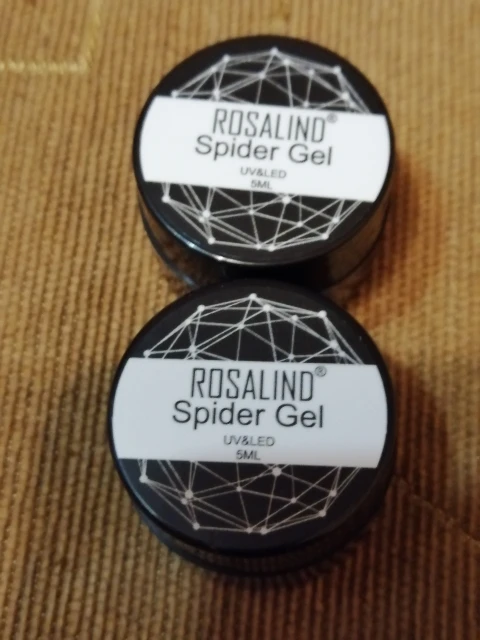 ROSALIND®
Spider Gel
UV&LED
5ML
ROSALIND®
Spider Gel
UV&LED
5ML